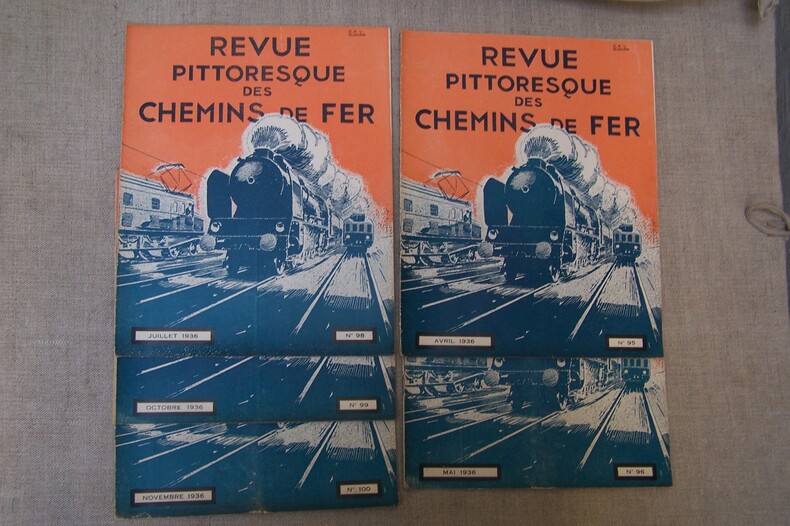 REVUE
PITTORESQUE
DES
CHEMINS DE FER
JUILLET 1936
N° 98
OCTOBRE 1936
N° 99
NOVEMBRE 1936
N° 100
REVUE
PITTORESQUE
DES
CHEMINS DE FER
AVRIL 1936
N° 95
MAI 1936
N° 96